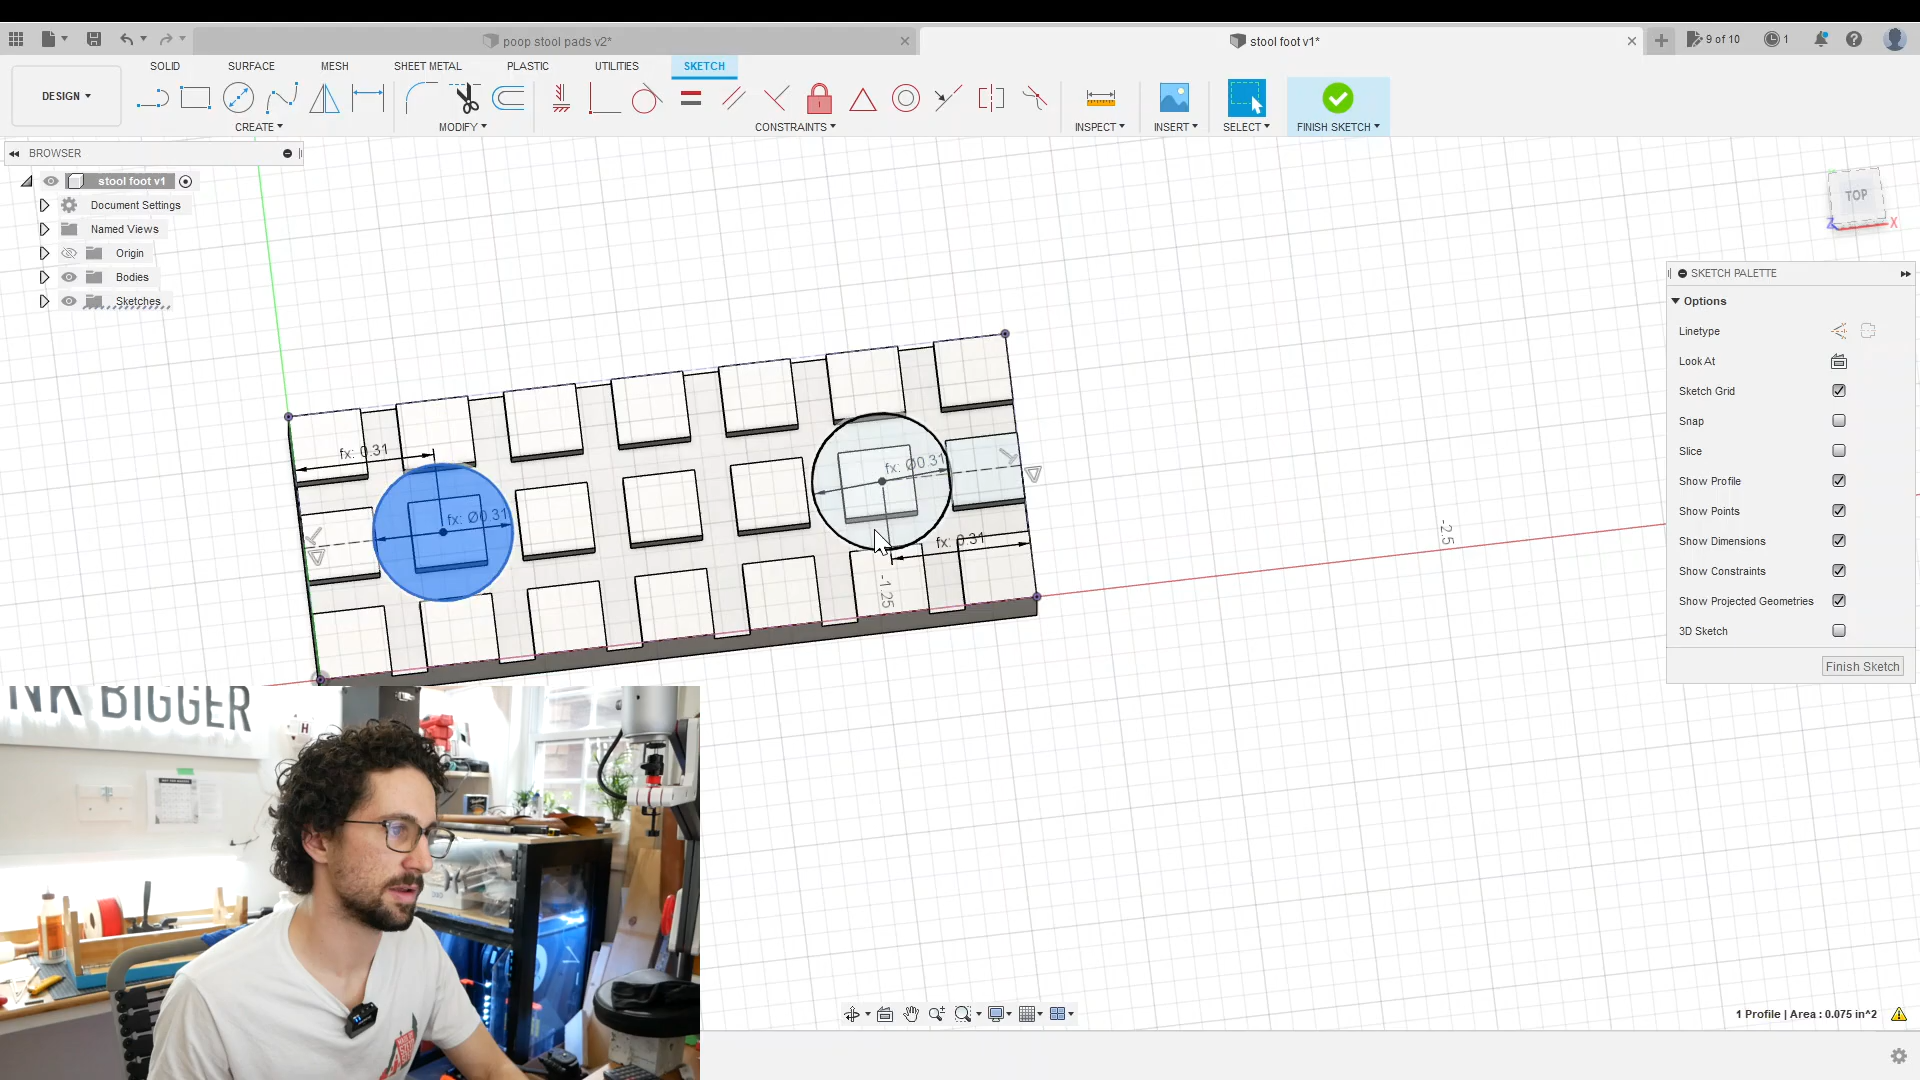 poop stool pads v2*
stool foot v1*
9 of 10
1
DESIGN
SOLID
SURFACE
MESH
SHEET METAL
PLASTIC
UTILITIES
SKETCH
CREATE
MODIFY
CONSTRAINTS
INSPECT
INSERT
SELECT
FINISH SKETCH
BROWSER
stool foot v1
Document Settings
Named Views
Origin
Bodies
Sketches
TOP
Z
X
SKETCH PALETTE
Options
Linetype
Look At
Sketch Grid
Snap
Slice
Show Profile
Show Points
Show Dimensions
Show Constraints
Show Projected Geometries
3D Sketch
Finish Sketch
fx: 0.31
fx: Ø0.31
fx: Ø0.31
fx: 0.31
-1.25
-2.5
NK BIGGER
1 Profile | Area : 0.075 in^2